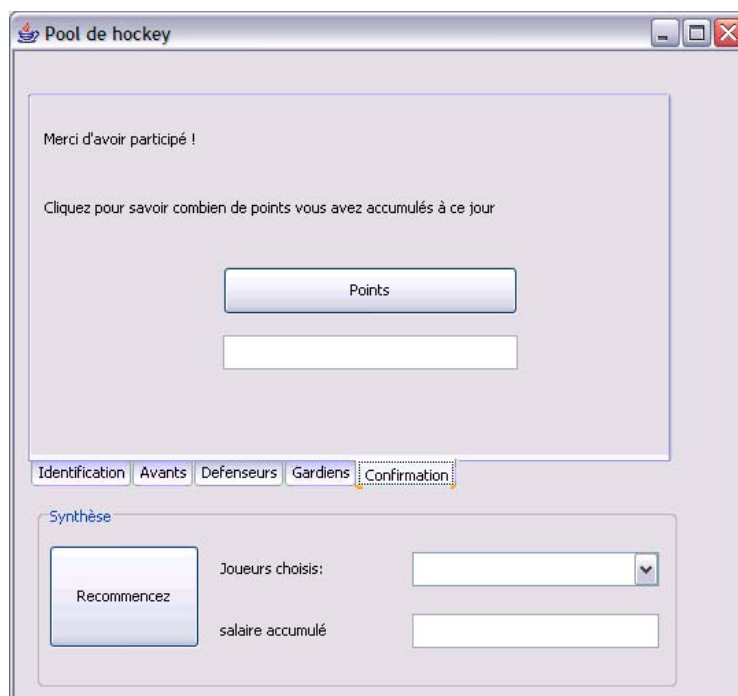 Pool de hockey
Merci d'avoir participé !
Cliquez pour savoir combien de points vous avez accumulés à ce jour
Points
Identification Avants Defenseurs Gardiens Confirmation
Synthèse
Recommencez
Joueurs choisis:
salaire accumulé